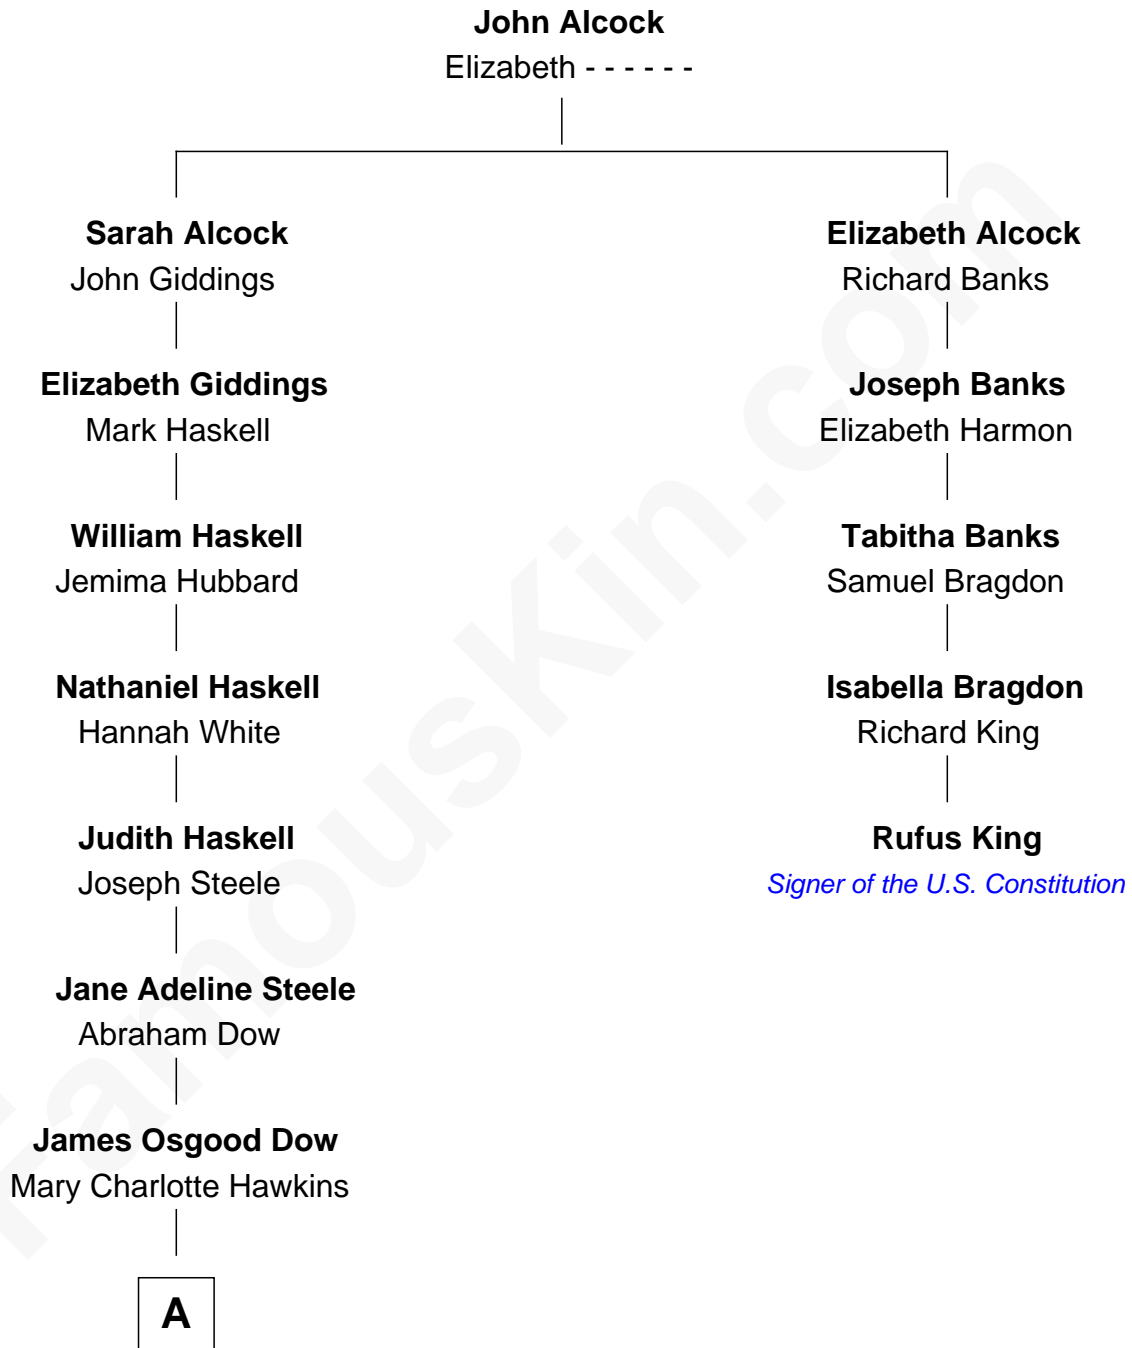 John Alcock
Elizabeth - - - - - -
Sarah Alcock
John Giddings
Elizabeth Giddings
Mark Haskell
William Haskell
Jemima Hubbard
Nathaniel Haskell
Hannah White
Judith Haskell
Joseph Steele
Jane Adeline Steele
Abraham Dow
James Osgood Dow
Mary Charlotte Hawkins
A
Elizabeth Alcock
Richard Banks
Joseph Banks
Elizabeth Harmon
Tabitha Banks
Samuel Bragdon
Isabella Bragdon
Richard King
Rufus King
Signer of the U.S. Constitution
FamousKin.com